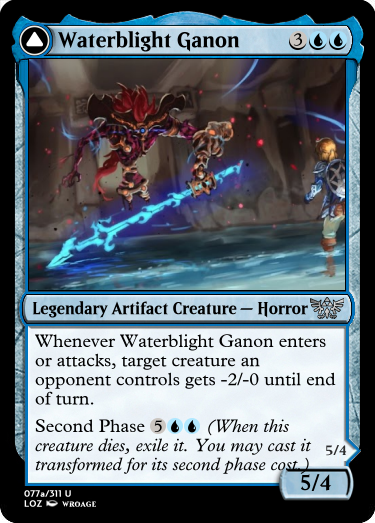 Waterblight Ganon 3
Legendary Artifact Creature — Horror
Whenever Waterblight Ganon enters
or attacks, target creature an
opponent controls gets -2/-0 until end
of turn.
Second Phase 5 (When this
creature dies, exile it. You may cast it
transformed for its second phase cost.)
5/4
5/4
077a/311 U
LOZ WROAGE